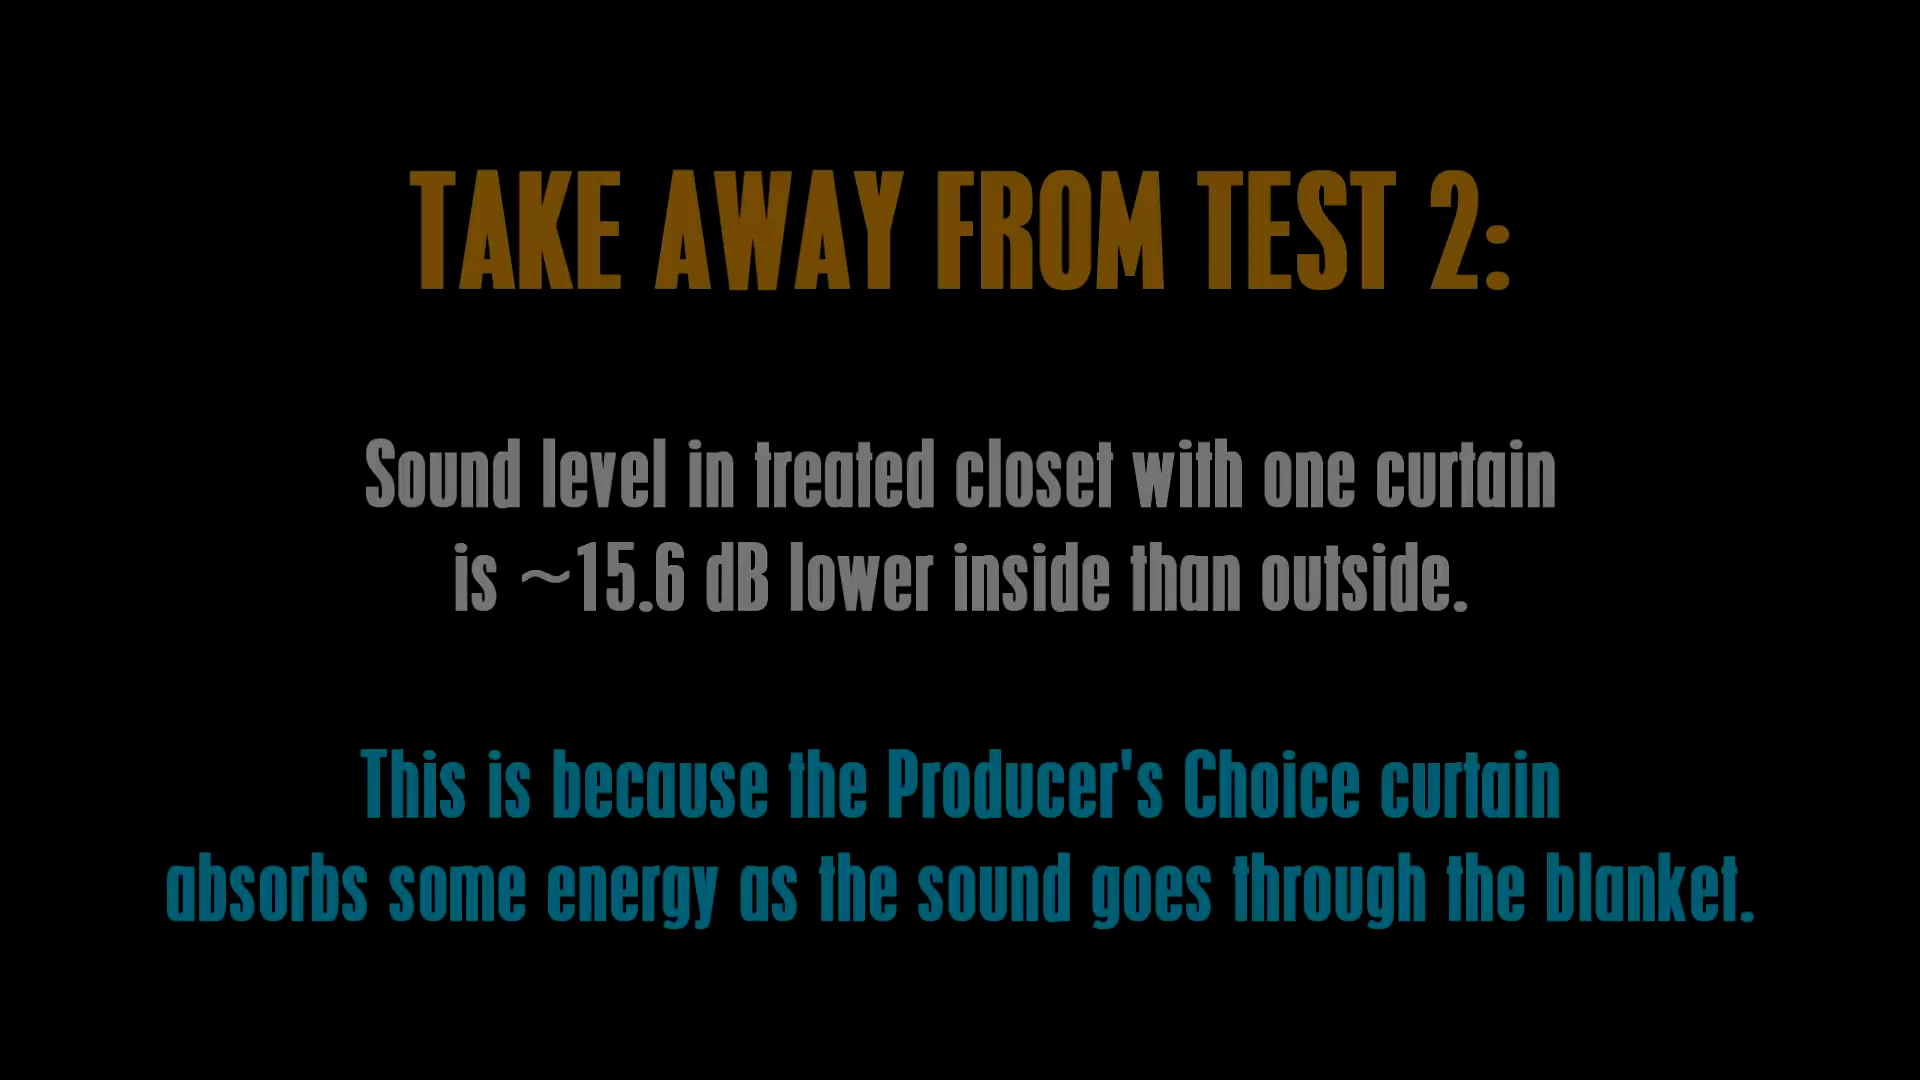 TAKE AWAY FROM TEST 2:
Sound level in treated closet with one curtain
is ~15.6 dB lower inside than outside.
This is because the Producer's Choice curtain
absorbs some energy as the sound goes through the blanket.